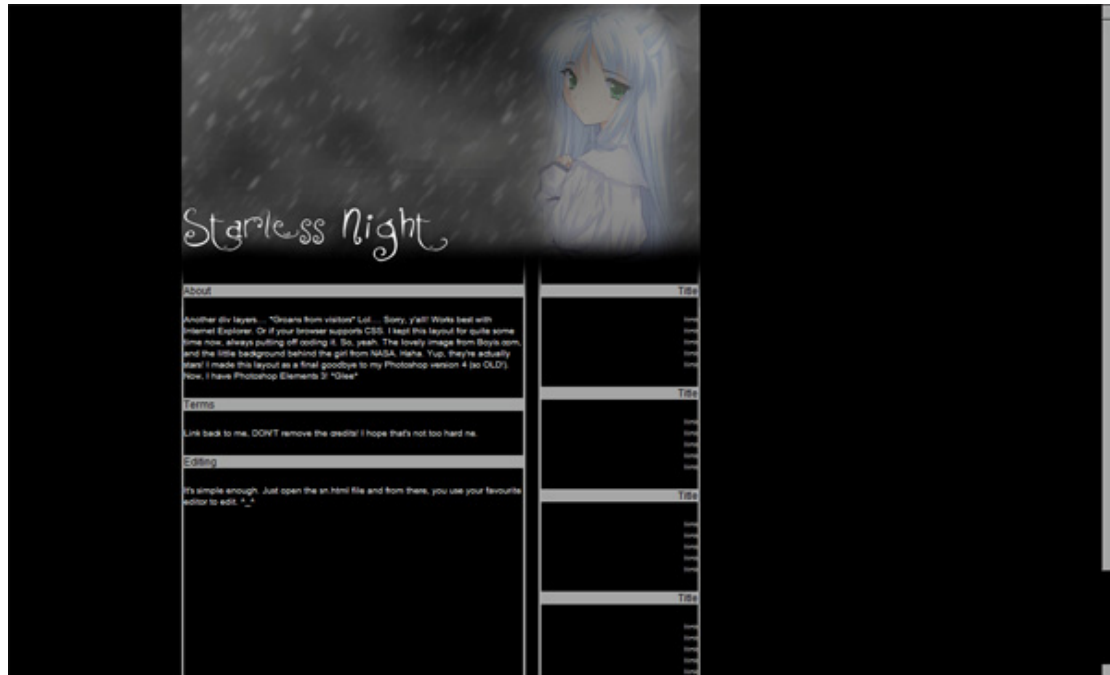 Starless Night
About
Another div layers.... *Groans from visitors* Lol.... Sorry, y'all! Works best with
Internet Explorer. Or if your browser supports CSS. I kept this layout for quite some
time now, always putting off coding it. So, yeah. The lovely image from Boyis.com,
and the little background behind the girl from NASA. Haha. Yup, they're actually
stars! I made this layout as a final goodbye to my Photoshop version 4 (so OLD!).
Now, I have Photoshop Elements 3! *Glee*
Terms
Link back to me, DON'T remove the credits! I hope that's not too hard ne.
Editing
It's simple enough. Just open the sn.html file and from there, you use your favourite
editor to edit. ^_^
Title
Title
Title
Title